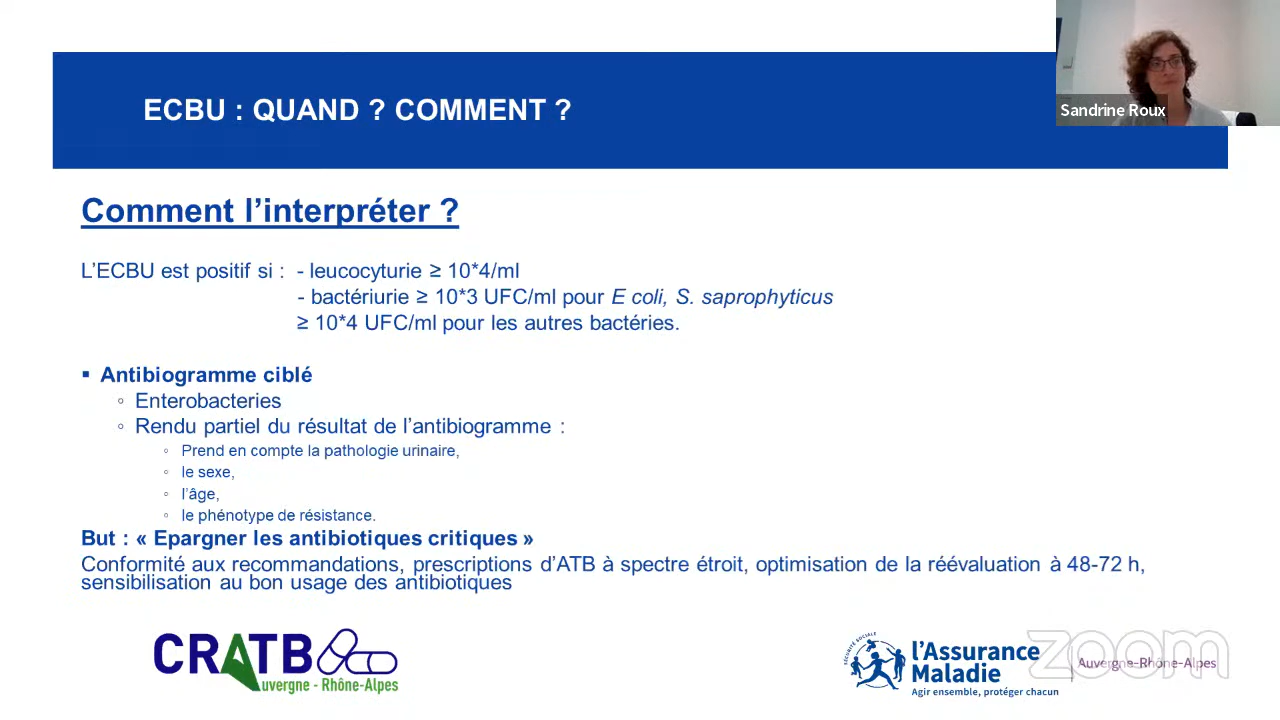 ECBU : QUAND ? COMMENT ?
Sandrine Roux
Comment l’interpréter ?
L’ECBU est positif si : - leucocyturie ≥ 10*4/ml
- bactériurie ≥ 10*3 UFC/ml pour E coli, S. saprophyticus
≥ 10*4 UFC/ml pour les autres bactéries.
▪ Antibiogramme ciblé
◦ Enterobacteries
◦ Rendu partiel du résultat de l’antibiogramme :
◦ Prend en compte la pathologie urinaire,
◦ le sexe,
◦ l’âge,
◦ le phénotype de résistance.
But : « Epargner les antibiotiques critiques »
Conformité aux recommandations, prescriptions d’ATB à spectre étroit, optimisation de la réévaluation à 48-72 h,
sensibilisation au bon usage des antibiotiques
CRATB
Auvergne - Rhône-Alpes
SÉCURITÉ SOCIALE
l’Assurance
Maladie
Agir ensemble, protéger chacun
Auvergne-Rhône-Alpes
zoom